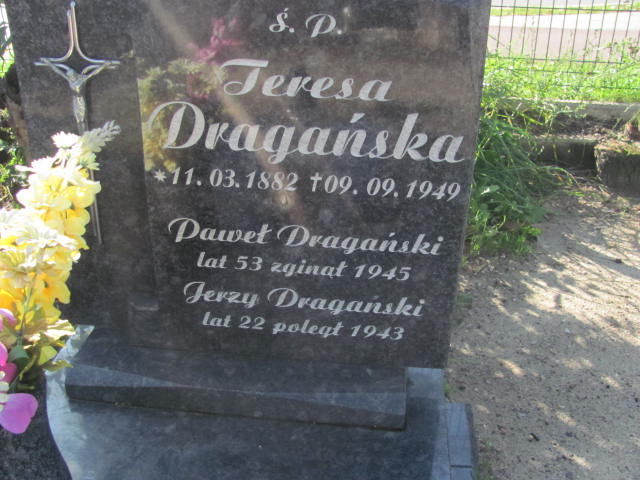 Ś. P.
Teresa
Dragańska
*11.03.1882 †09.09.1949
Paweł Dragański
lat 53 zginął 1945
Jerzy Dragański
lat 22 poległ 1943